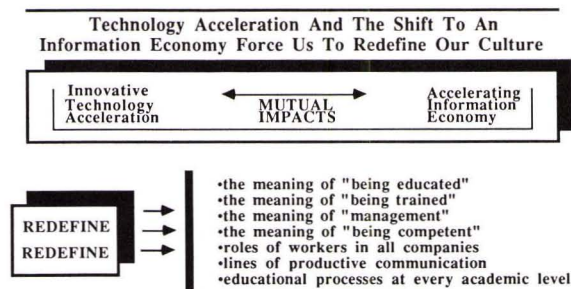 Technology Acceleration And The Shift To An
Information Economy Force Us To Redefine Our Culture
Innovative
Technology
Acceleration
MUTUAL
IMPACTS
Accelerating
Information
Economy
REDEFINE
REDEFINE
•the meaning of "being educated"
•the meaning of "being trained"
•the meaning of "management"
•the meaning of "being competent"
•roles of workers in all companies
•lines of productive communication
•educational processes at every academic level